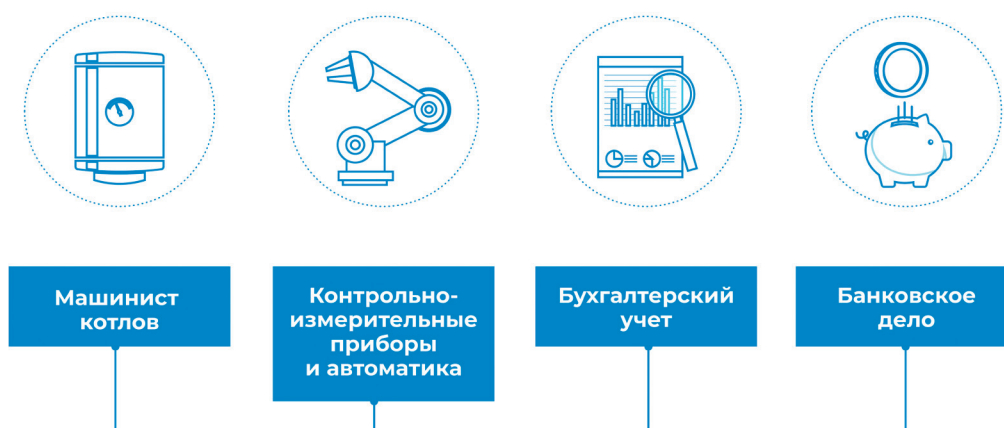 Машинист
котлов
Контрольно-
измерительные
приборы
и автоматика
Бухгалтерский
учет
Банковское
дело